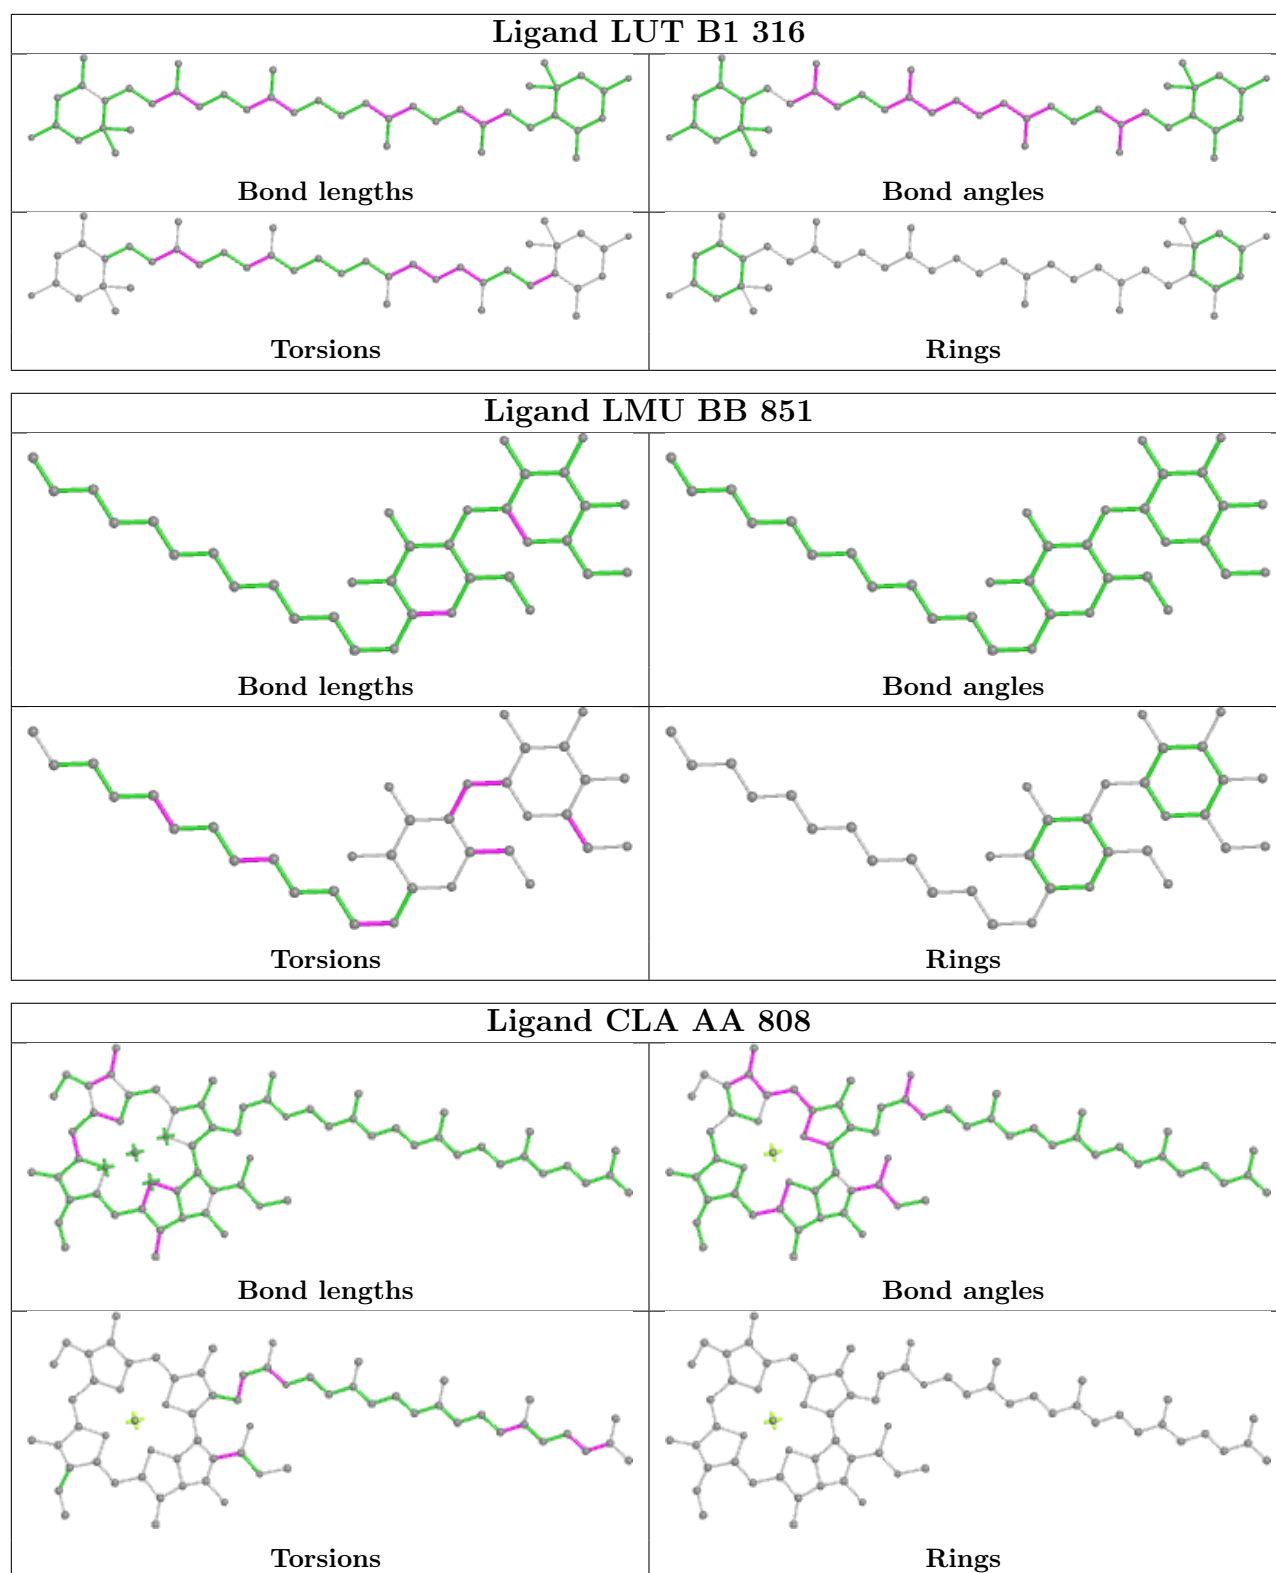 Ligand LUT B1 316
Bond lengths
Bond angles
Torsions
Rings
Ligand LMU BB 851
Bond lengths
Bond angles
Torsions
Rings
Ligand CLA AA 808
Bond lengths
Bond angles
Torsions
Rings